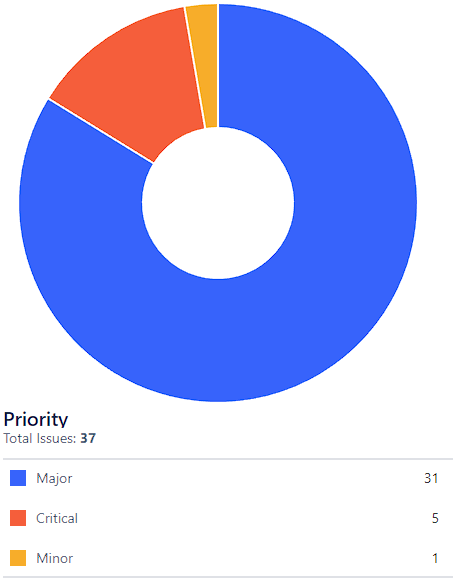 Priority
Total Issues: 37
Major 31
Critical 5
Minor 1